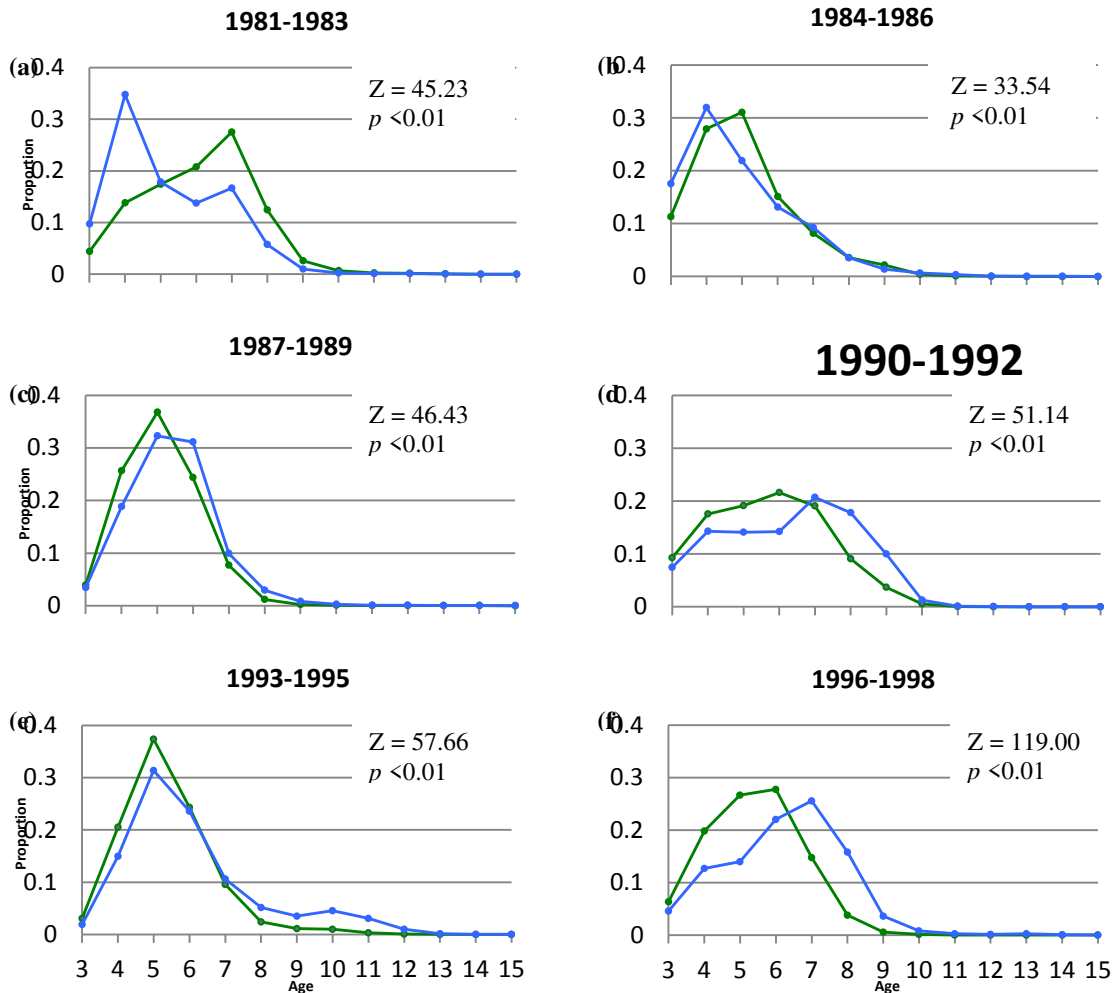 1981-1983
(a)
0.4
Z = 45.23
p <0.01
0.3
0.2
0.1
0
Proportion
1984-1986
(b
0.4
Z = 33.54
p <0.01
0.3
0.2
0.1
0
1987-1989
(c)
0.4
Z = 46.43
p <0.01
0.3
0.2
0.1
0
Proportion
1990-1992
(d
0.4
Z = 51.14
p <0.01
0.3
0.2
0.1
0
1993-1995
(e)
0.4
Z = 57.66
p <0.01
0.3
0.2
0.1
0
Proportion
3 4 5 6 7 8 9 10 11 12 13 14 15
Age
1996-1998
(f)
0.4
Z = 119.00
p <0.01
0.3
0.2
0.1
0
3 4 5 6 7 8 9 10 11 12 13 14 15
Age